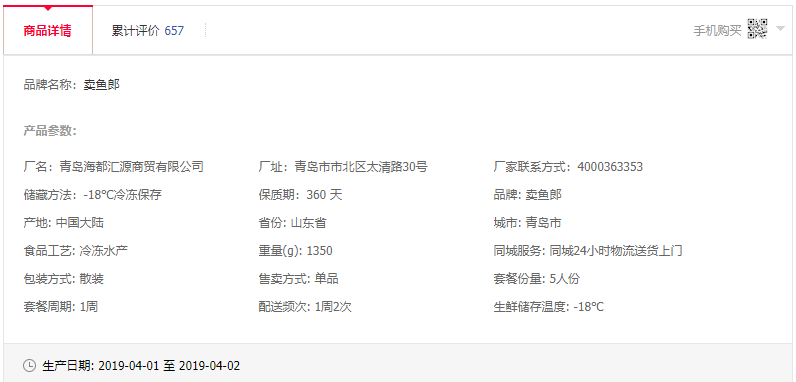 商品详情 累计评价 657 手机购买
品牌名称：卖鱼郎
产品参数：
厂名：青岛海都汇源商贸有限公司 厂址：青岛市市北区太清路30号 厂家联系方式：4000363353
储藏方法：-18℃冷冻保存 保质期：360 天 品牌: 卖鱼郎
产地: 中国大陆 省份: 山东省 城市: 青岛市
食品工艺: 冷冻水产 重量(g): 1350 同城服务: 同城24小时物流送货上门
包装方式: 散装 售卖方式: 单品 套餐份量: 5人份
套餐周期: 1周 配送频次: 1周2次 生鲜储存温度: -18℃
生产日期: 2019-04-01 至 2019-04-02